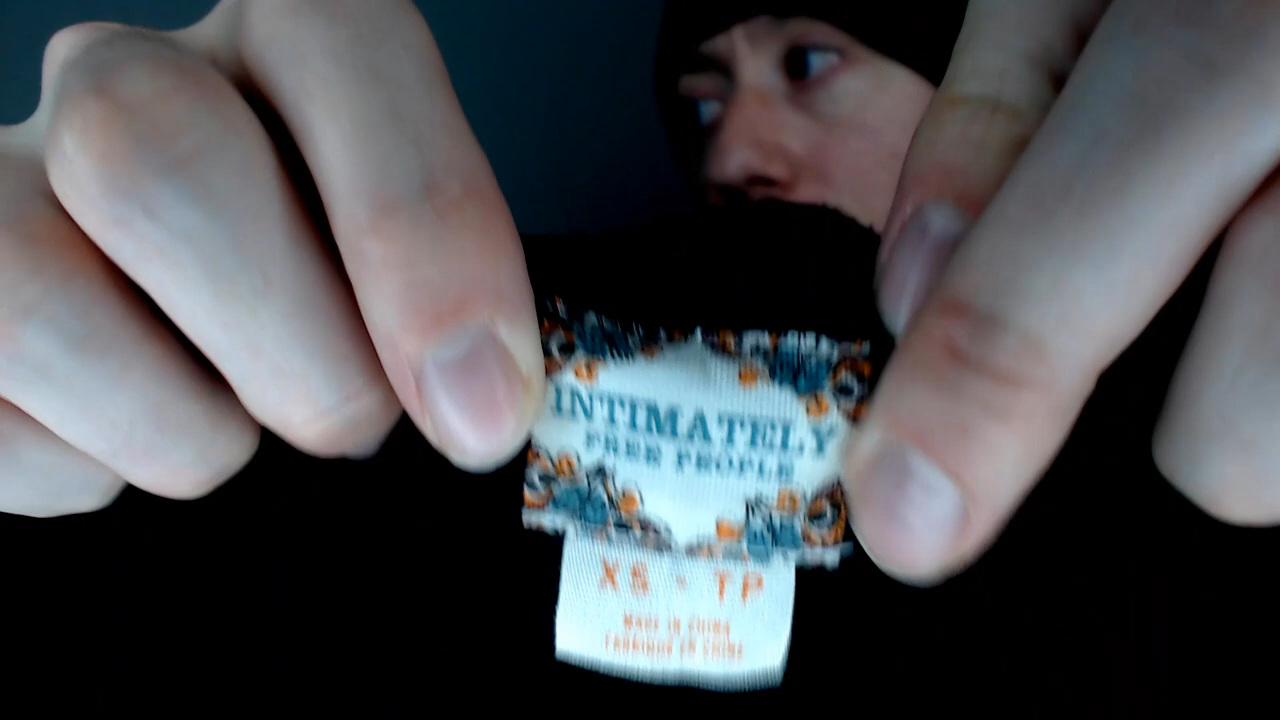 INTIMATELY
FREE PEOPLE
XS - TP
MADE IN CHINA
FABRIQUE EN CHINE